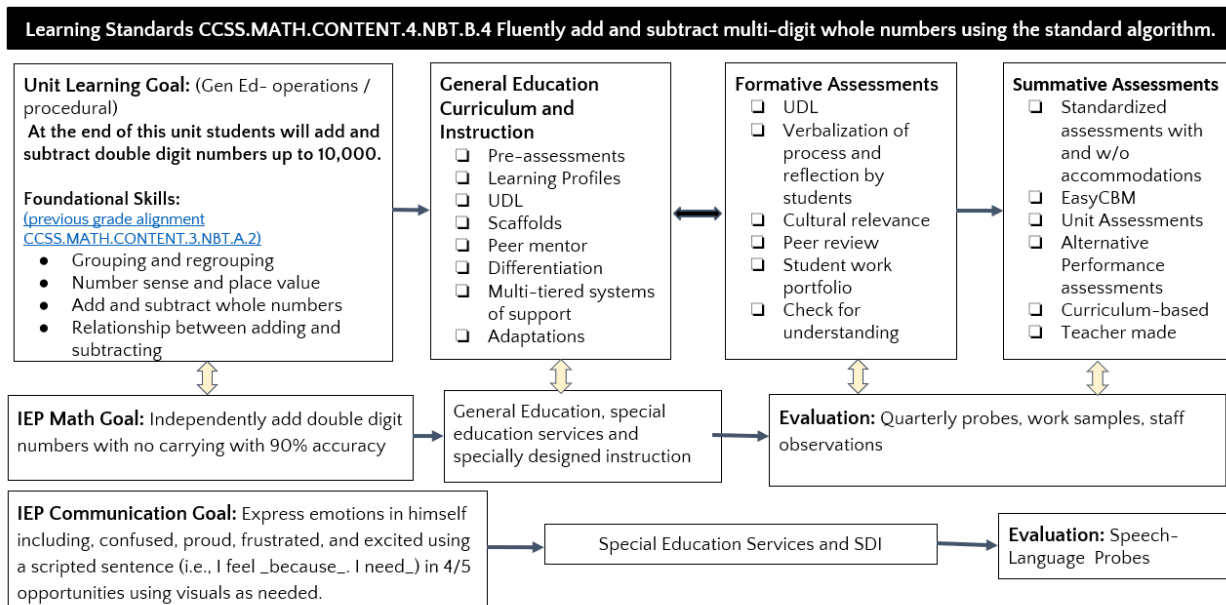 Learning Standards CCSS.MATH.CONTENT.4.NBT.B.4 Fluently add and subtract multi-digit whole numbers using the standard algorithm.
Unit Learning Goal: (Gen Ed- operations /
procedural)
At the end of this unit students will add and
subtract double digit numbers up to 10,000.
Foundational Skills:
(previous grade alignment
CCSS.MATH.CONTENT.3.NBT.A.2)
● Grouping and regrouping
● Number sense and place value
● Add and subtract whole numbers
● Relationship between adding and
subtracting
General Education
Curriculum and
Instruction
❏ Pre-assessments
❏ Learning Profiles
❏ UDL
❏ Scaffolds
❏ Peer mentor
❏ Differentiation
❏ Multi-tiered systems
of support
❏ Adaptations
Formative Assessments
❏ UDL
❏ Verbalization of
process and
reflection by
students
❏ Cultural relevance
❏ Peer review
❏ Student work
portfolio
❏ Check for
understanding
Summative Assessments
❏ Standardized
assessments with
and w/o
accommodations
❏ EasyCBM
❏ Unit Assessments
❏ Alternative
Performance
assessments
❏ Curriculum-based
❏ Teacher made
IEP Math Goal: Independently add double digit
numbers with no carrying with 90% accuracy
General Education, special
education services and
specially designed instruction
Evaluation: Quarterly probes, work samples, staff
observations
IEP Communication Goal: Express emotions in himself
including, confused, proud, frustrated, and excited using
a scripted sentence (i.e., I feel _because_. I need_) in 4/5
opportunities using visuals as needed.
Special Education Services and SDI
Evaluation: Speech-
Language Probes